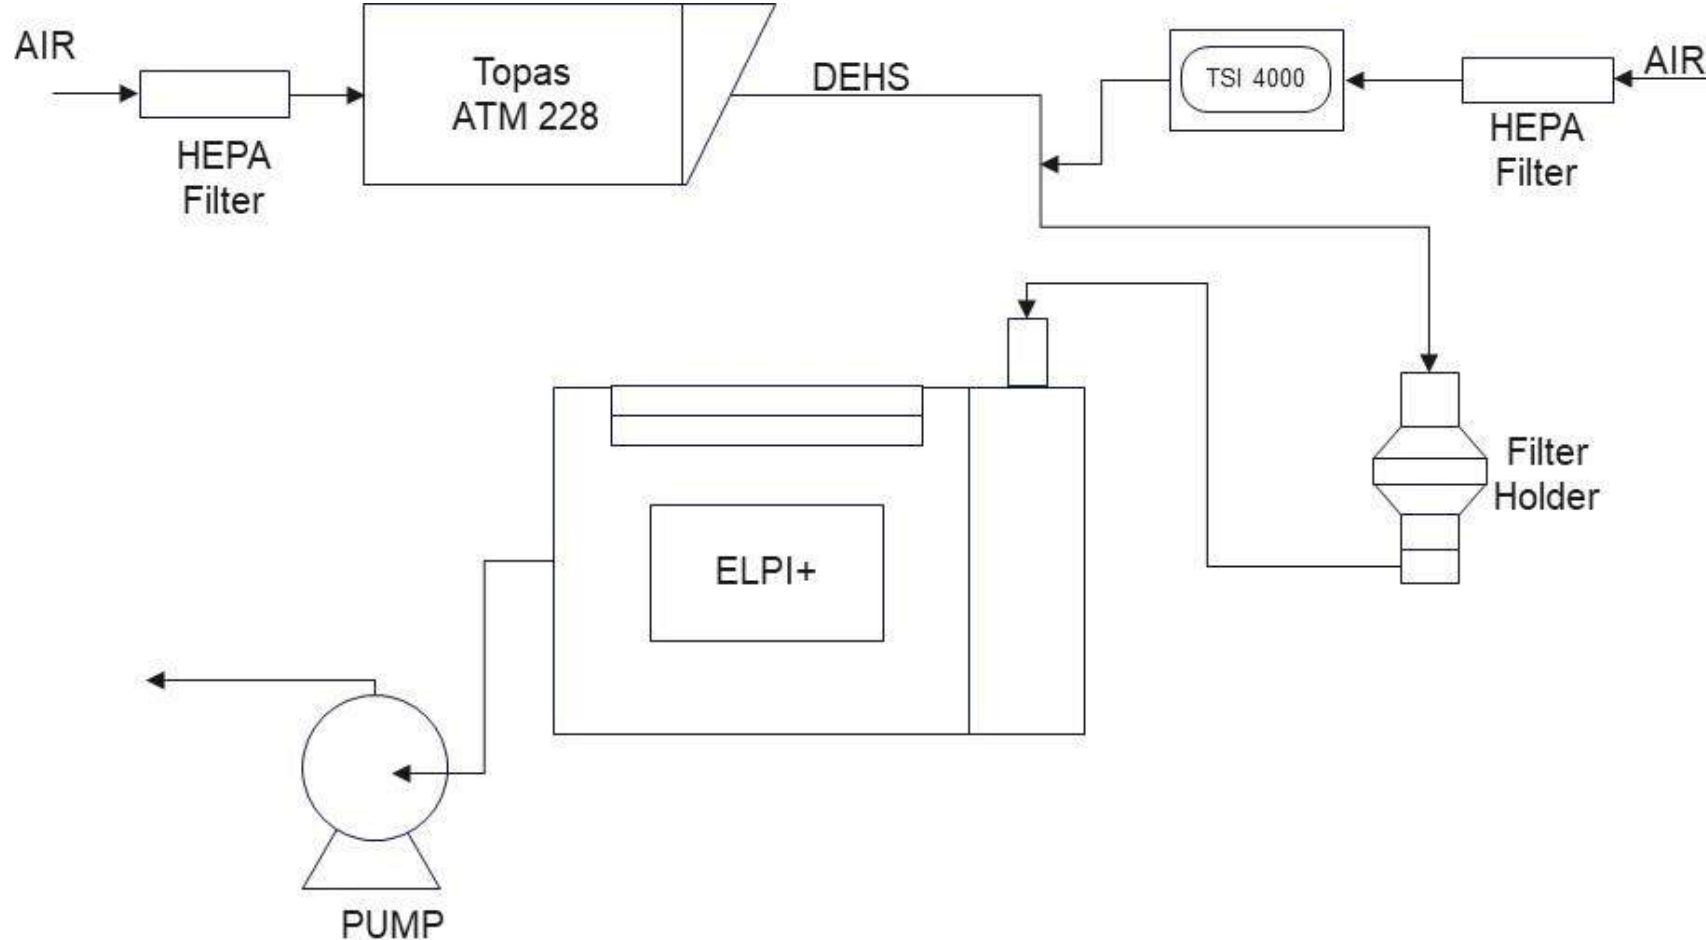 AIR
HEPA
Filter
Topas
ATM 228
DEHS
TSI 4000
AIR
HEPA
Filter
Filter
Holder
ELPI+
PUMP